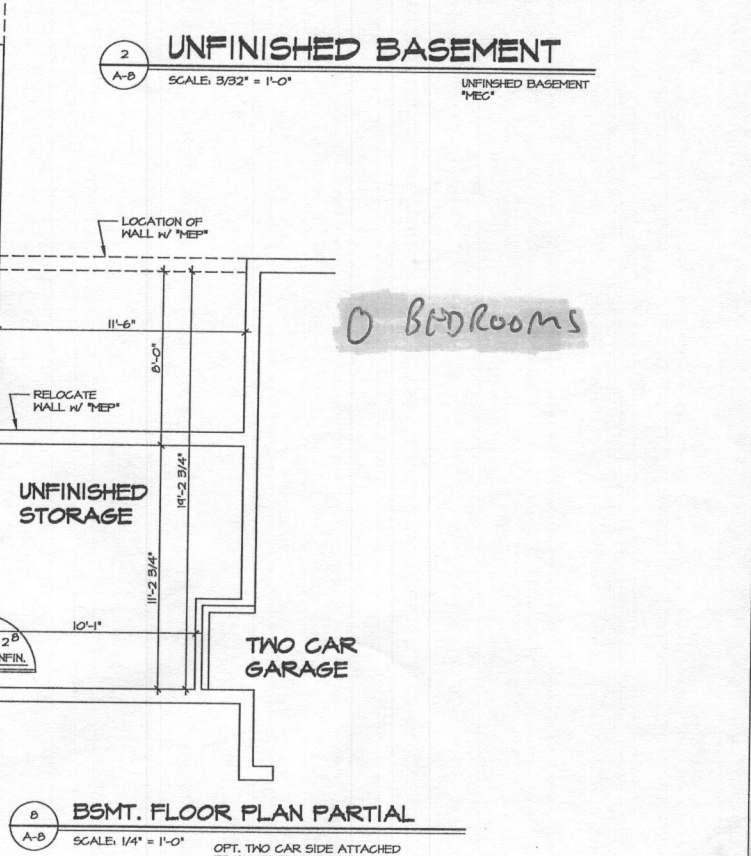 2
A-8
UNFINISHED BASEMENT
SCALE: 3/32" = 1'-0"
UNFINSHED BASEMENT
"MEC"
LOCATION OF
WALL W/ "MEP"
11'-6"
8'-0"
O BEDROOMS
RELOCATE
WALL W/ "MEP"
19'-2 3/4"
UNFINISHED
STORAGE
11'-2 3/4"
10'-1"
2⁸
NFIN.
TWO CAR
GARAGE
8
A-8
BSMT. FLOOR PLAN PARTIAL
SCALE: 1/4" = 1'-0"
OPT. TWO CAR SIDE ATTACHED